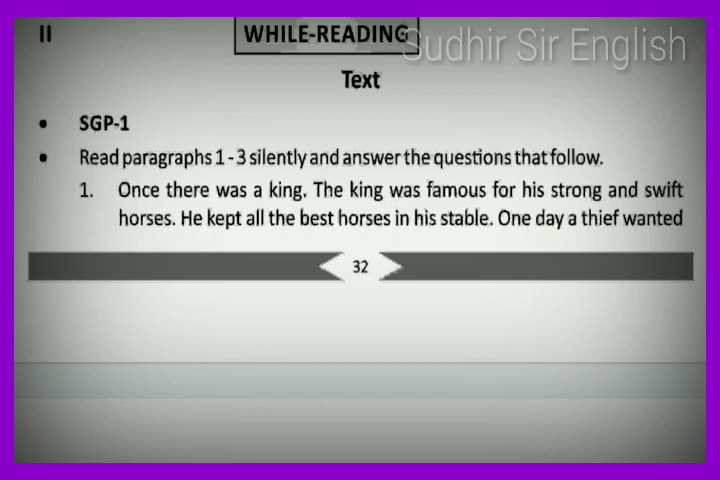 II
WHILE-READING
Sudhir Sir English
Text
• SGP-1
• Read paragraphs 1 - 3 silently and answer the questions that follow.
1. Once there was a king. The king was famous for his strong and swift
horses. He kept all the best horses in his stable. One day a thief wanted
32